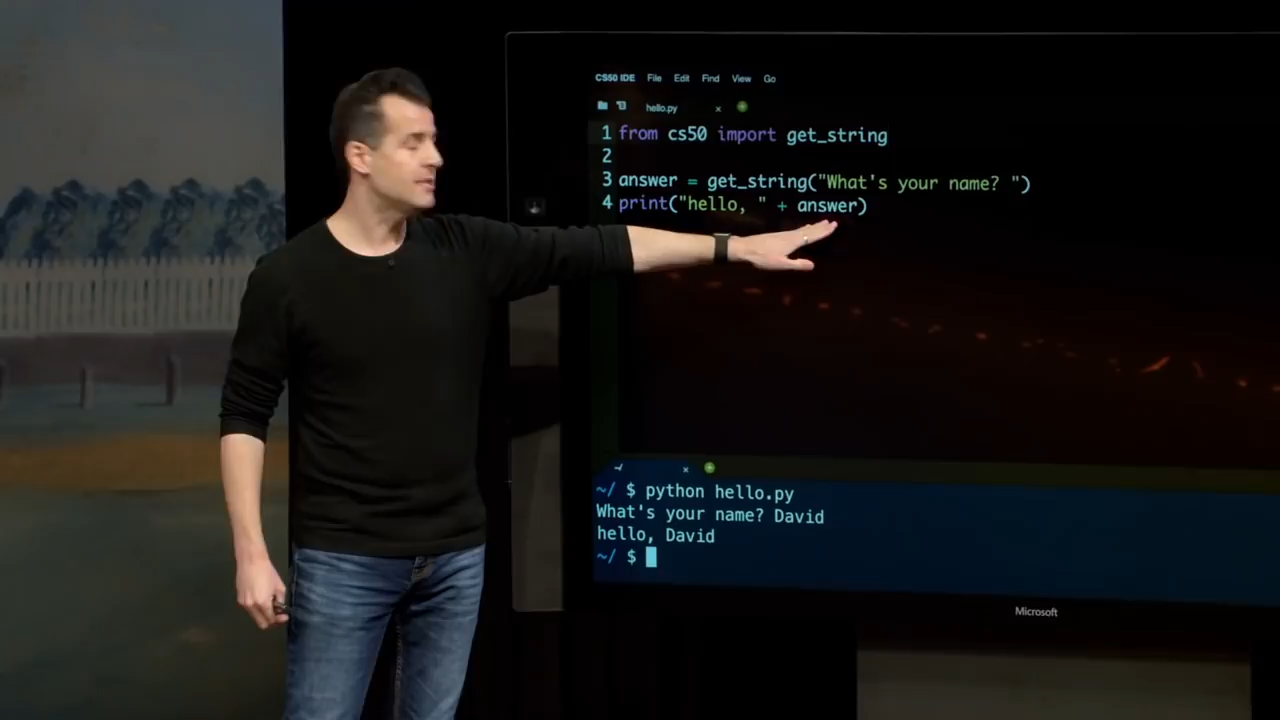 CS50 IDE File Edit Find View Go
hello.py
1 from cs50 import get_string
2
3 answer = get_string("What's your name? ")
4 print("hello, " + answer)
~/ $ python hello.py
What's your name? David
hello, David
~/ $
Microsoft